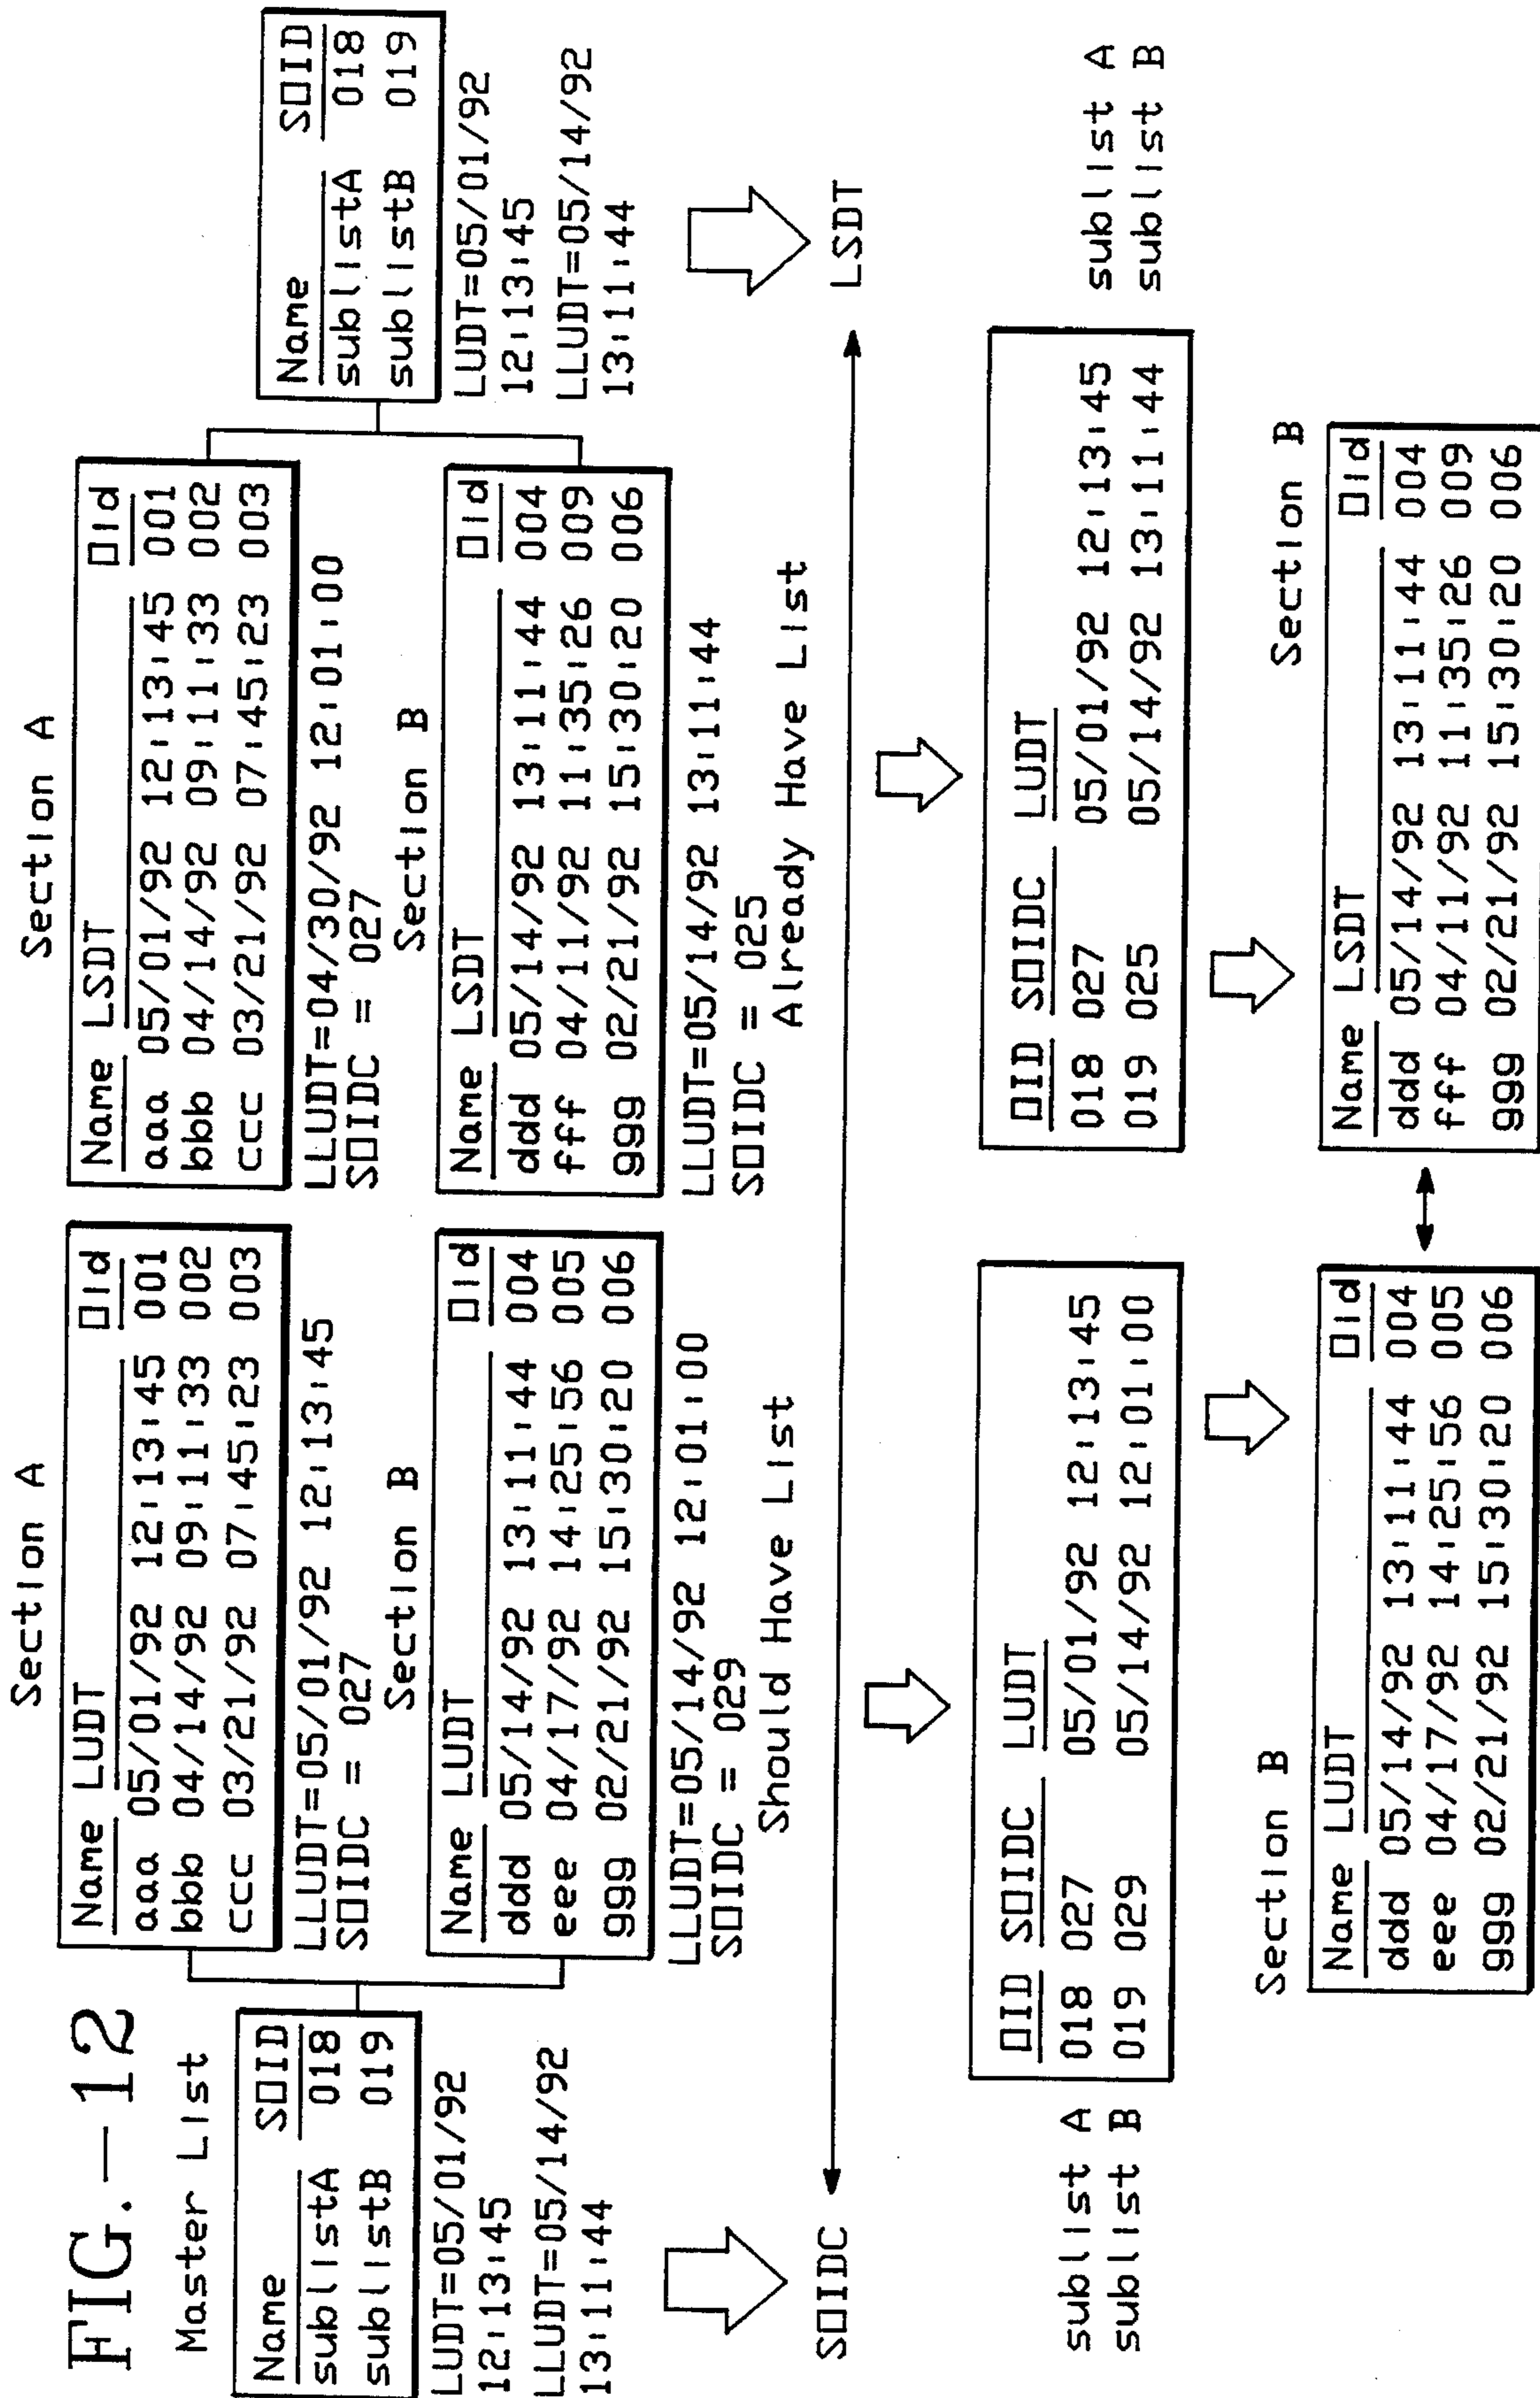 FIG.—12
Master List
Name SOID
sublistA 018
sublistB 019
LUDT=05/01/92
12:13:45
LLUDT=05/14/92
13:11:44
SOIDC
Section A
Name LUDT OId
aaa 05/01/92 12:13:45 001
bbb 04/14/92 09:11:33 002
ccc 03/21/92 07:45:23 003
LLUDT=05/01/92 12:13:45
SOIDC = 027
Section B
Name LUDT OId
ddd 05/14/92 13:11:44 004
eee 04/17/92 14:25:56 005
ggg 02/21/92 15:30:20 006
LLUDT=05/14/92 12:01:00
SOIDC = 029
Should Have List
Section A
Name LSDT OId
aaa 05/01/92 12:13:45 001
bbb 04/14/92 09:11:33 002
ccc 03/21/92 07:45:23 003
LLUDT=04/30/92 12:01:00
SOIDC = 027
Section B
Name LSDT OId
ddd 05/14/92 13:11:44 004
fff 04/11/92 11:35:26 009
ggg 02/21/92 15:30:20 006
LLUDT=05/14/92 13:11:44
SOIDC = 025
Already Have List
Name SOID
sublistA 018
sublistB 019
LUDT=05/01/92
12:13:45
LLUDT=05/14/92
13:11:44
LSDT
sublist A
sublist B
OID SOIDC LUDT
018 027 05/01/92 12:13:45
019 029 05/14/92 12:01:00
OID SOIDC LUDT
018 027 05/01/92 12:13:45
019 025 05/14/92 13:11:44
sublist A
sublist B
Section B
Name LUDT OId
ddd 05/14/92 13:11:44 004
eee 04/17/92 14:25:56 005
ggg 02/21/92 15:30:20 006
Section B
Name LSDT OId
ddd 05/14/92 13:11:44 004
fff 04/11/92 11:35:26 009
ggg 02/21/92 15:30:20 006